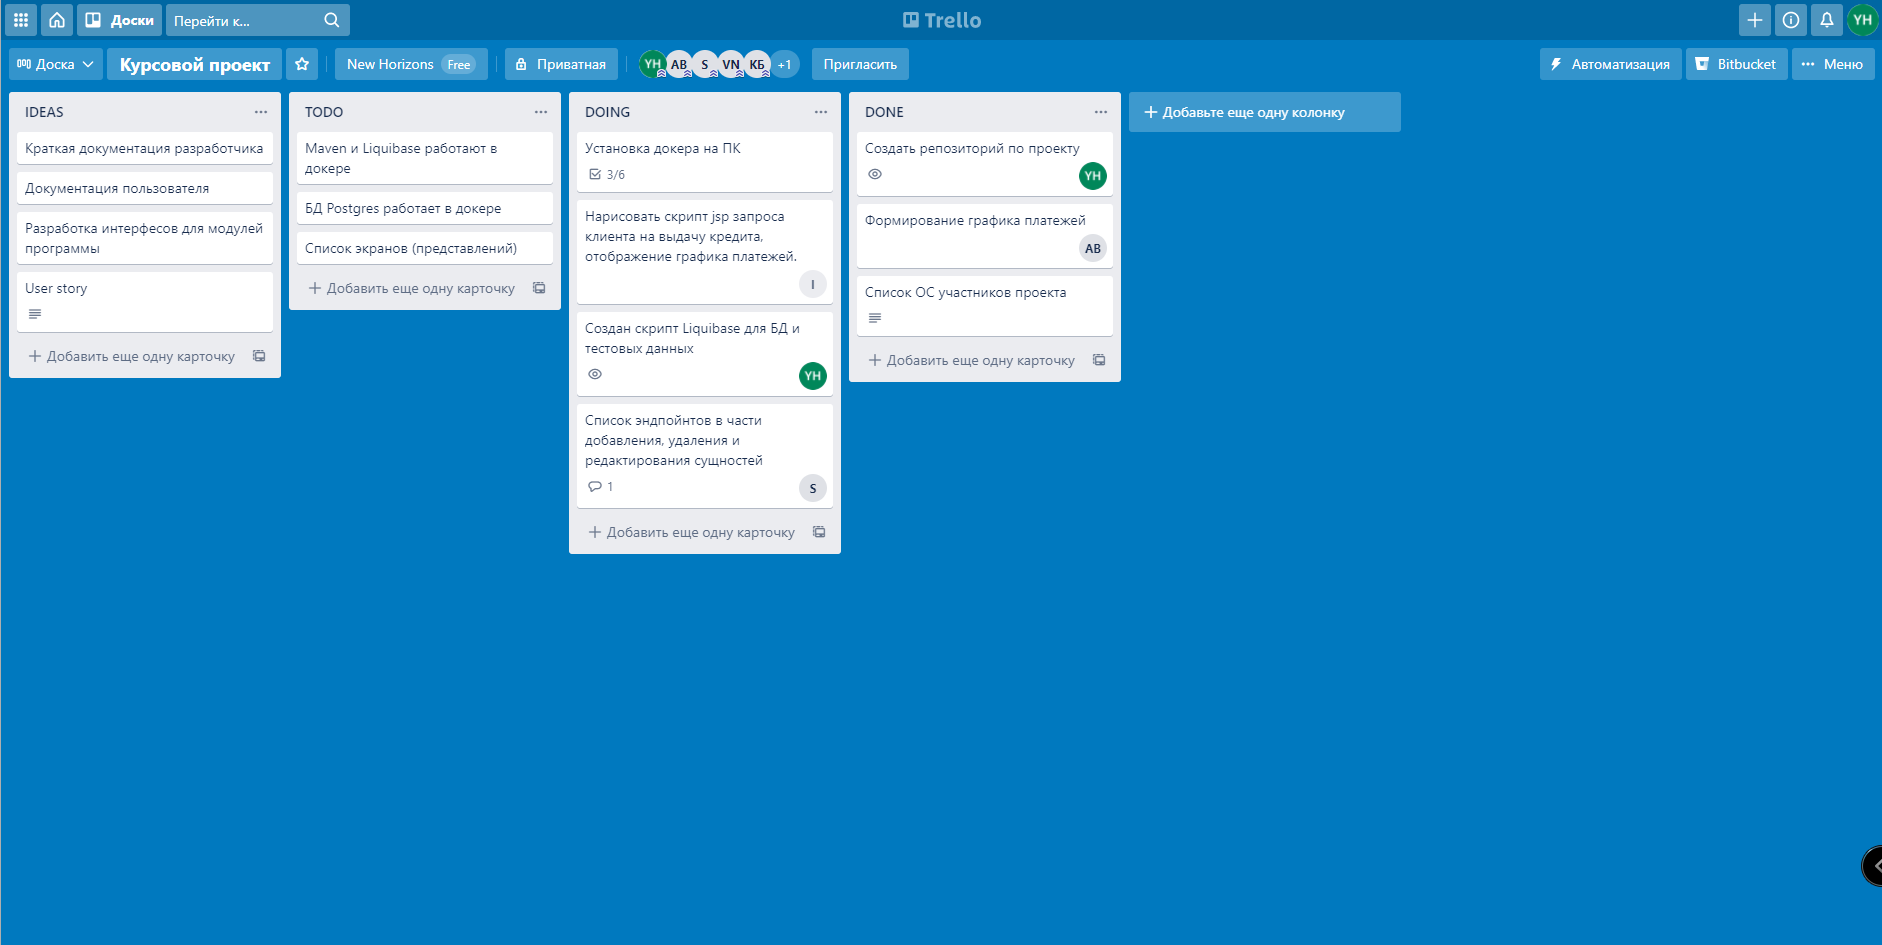 Доски
Перейти к...
Trello
YH
Доска
Курсовой проект
New Horizons Free
Приватная
YH AB S VN КБ +1
Пригласить
Автоматизация
Bitbucket
Меню
IDEAS
Краткая документация разработчика
Документация пользователя
Разработка интерфесов для модулей
программы
User story
Добавить еще одну карточку
TODO
Maven и Liquibase работают в
докере
БД Postgres работает в докере
Список экранов (представлений)
Добавить еще одну карточку
DOING
Установка докера на ПК
3/6
Нарисовать скрипт jsp запроса
клиента на выдачу кредита,
отображение графика платежей.
I
Создан скрипт Liquibase для БД и
тестовых данных
YH
Список эндпойнтов в части
добавления, удаления и
редактирования сущностей
1
S
Добавить еще одну карточку
DONE
Создать репозиторий по проекту
YH
Формирование графика платежей
AB
Список ОС участников проекта
Добавить еще одну карточку
Добавьте еще одну колонку